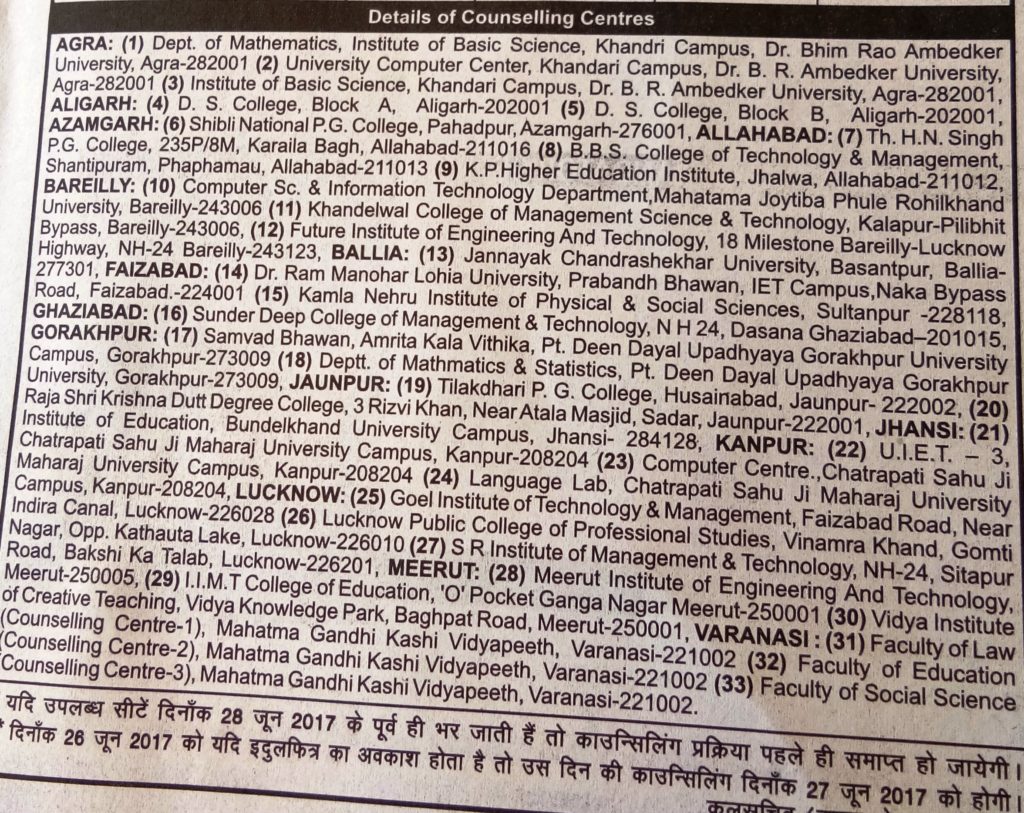 Details of Counselling Centres
AGRA: (1) Dept. of Mathematics, Institute of Basic Science, Khandri Campus, Dr. Bhim Rao Ambedker
University, Agra-282001 (2) University Computer Center, Khandari Campus, Dr. B. R. Ambedker University,
Agra-282001 (3) Institute of Basic Science, Khandari Campus, Dr. B. R. Ambedker University, Agra-282001,
ALIGARH: (4) D. S. College, Block A, Aligarh-202001 (5) D. S. College, Block B, Aligarh-202001,
AZAMGARH: (6) Shibli National P.G. College, Pahadpur, Azamgarh-276001, ALLAHABAD: (7) Th. H.N. Singh
P.G. College, 235P/8M, Karaila Bagh, Allahabad-211016 (8) B.B.S. College of Technology & Management,
Shantipuram, Phaphamau, Allahabad-211013 (9) K.P.Higher Education Institute, Jhalwa, Allahabad-211012,
BAREILLY: (10) Computer Sc. & Information Technology Department,Mahatama Joytiba Phule Rohilkhand
University, Bareilly-243006 (11) Khandelwal College of Management Science & Technology, Kalapur-Pilibhit
Bypass, Bareilly-243006, (12) Future Institute of Engineering And Technology, 18 Milestone Bareilly-Lucknow
Highway, NH-24 Bareilly-243123, BALLIA: (13) Jannayak Chandrashekhar University, Basantpur, Ballia-
277301, FAIZABAD: (14) Dr. Ram Manohar Lohia University, Prabandh Bhawan, IET Campus,Naka Bypass
Road, Faizabad.-224001 (15) Kamla Nehru Institute of Physical & Social Sciences, Sultanpur -228118,
GHAZIABAD: (16) Sunder Deep College of Management & Technology, N H 24, Dasana Ghaziabad–201015,
GORAKHPUR: (17) Samvad Bhawan, Amrita Kala Vithika, Pt. Deen Dayal Upadhyaya Gorakhpur University
Campus, Gorakhpur-273009 (18) Deptt. of Mathmatics & Statistics, Pt. Deen Dayal Upadhyaya Gorakhpur
University, Gorakhpur-273009, JAUNPUR: (19) Tilakdhari P. G. College, Husainabad, Jaunpur- 222002, (20)
Raja Shri Krishna Dutt Degree College, 3 Rizvi Khan, Near Atala Masjid, Sadar, Jaunpur-222001, JHANSI: (21)
Institute of Education, Bundelkhand University Campus, Jhansi- 284128, KANPUR: (22) U.I.E.T. – 3,
Chatrapati Sahu Ji Maharaj University Campus, Kanpur-208204 (23) Computer Centre.,Chatrapati Sahu Ji
Maharaj University Campus, Kanpur-208204 (24) Language Lab, Chatrapati Sahu Ji Maharaj University
Campus, Kanpur-208204, LUCKNOW: (25) Goel Institute of Technology & Management, Faizabad Road, Near
Indira Canal, Lucknow-226028 (26) Lucknow Public College of Professional Studies, Vinamra Khand, Gomti
Nagar, Opp. Kathauta Lake, Lucknow-226010 (27) S R Institute of Management & Technology, NH-24, Sitapur
Road, Bakshi Ka Talab, Lucknow-226201, MEERUT: (28) Meerut Institute of Engineering And Technology,
Meerut-250005, (29) I.I.M.T College of Education, 'O' Pocket Ganga Nagar Meerut-250001 (30) Vidya Institute
of Creative Teaching, Vidya Knowledge Park, Baghpat Road, Meerut-250001, VARANASI : (31) Faculty of Law
(Counselling Centre-1), Mahatma Gandhi Kashi Vidyapeeth, Varanasi-221002 (32) Faculty of Education
(Counselling Centre-2), Mahatma Gandhi Kashi Vidyapeeth, Varanasi-221002 (33) Faculty of Social Science
Counselling Centre-3), Mahatma Gandhi Kashi Vidyapeeth, Varanasi-221002.
यदि उपलब्ध सीटें दिनाँक 28 जून 2017 के पूर्व ही भर जाती हैं तो काउन्सिलिंग प्रक्रिया पहले ही समाप्त हो जायेगी।
* दिनाँक 26 जून 2017 को यदि इदुलफित्र का अवकाश होता है तो उस दिन की काउन्सिलिंग दिनाँक 27 जून 2017 को होगी।